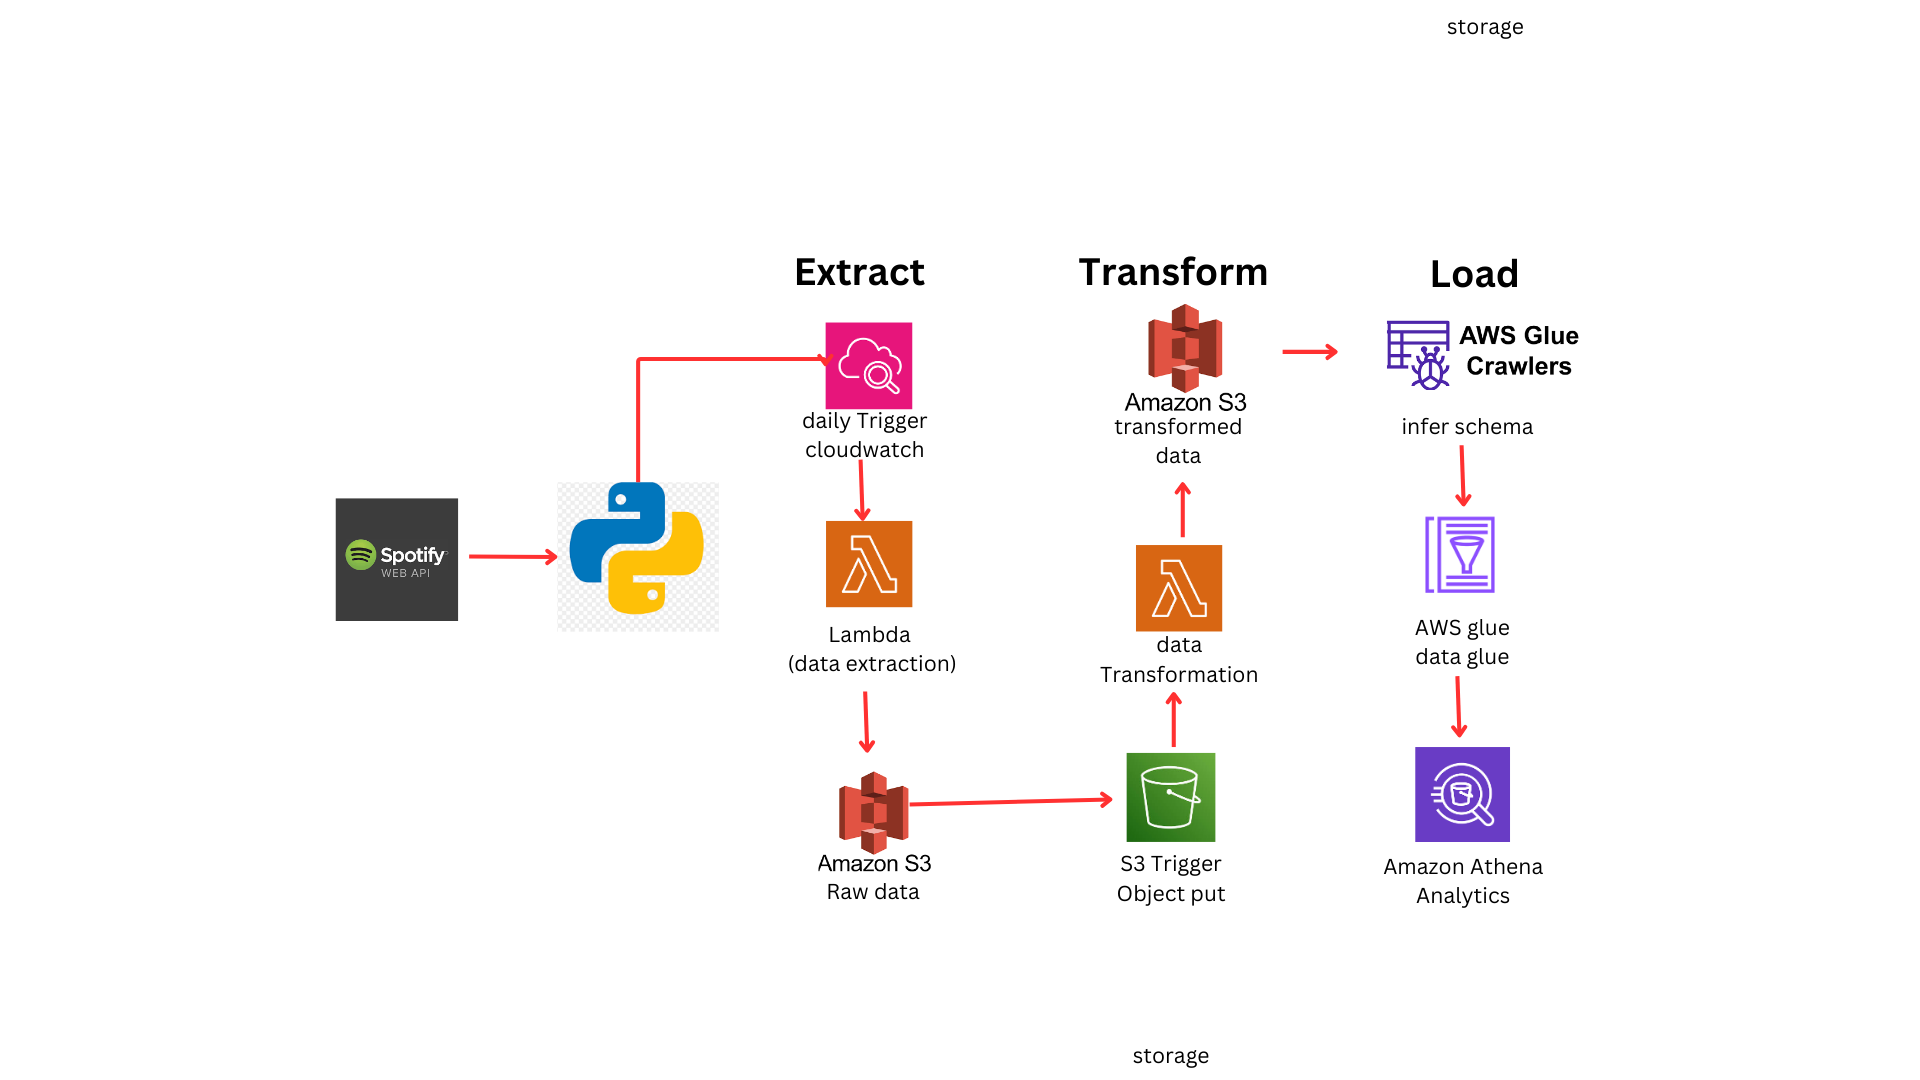 storage
Extract
Transform
Load
AWS Glue
Crawlers
daily Trigger
cloudwatch
Amazon S3
transformed
data
infer schema
Spotify
WEB API
Lambda
(data extraction)
data
Transformation
AWS glue
data glue
Amazon S3
Raw data
S3 Trigger
Object put
Amazon Athena
Analytics
storage